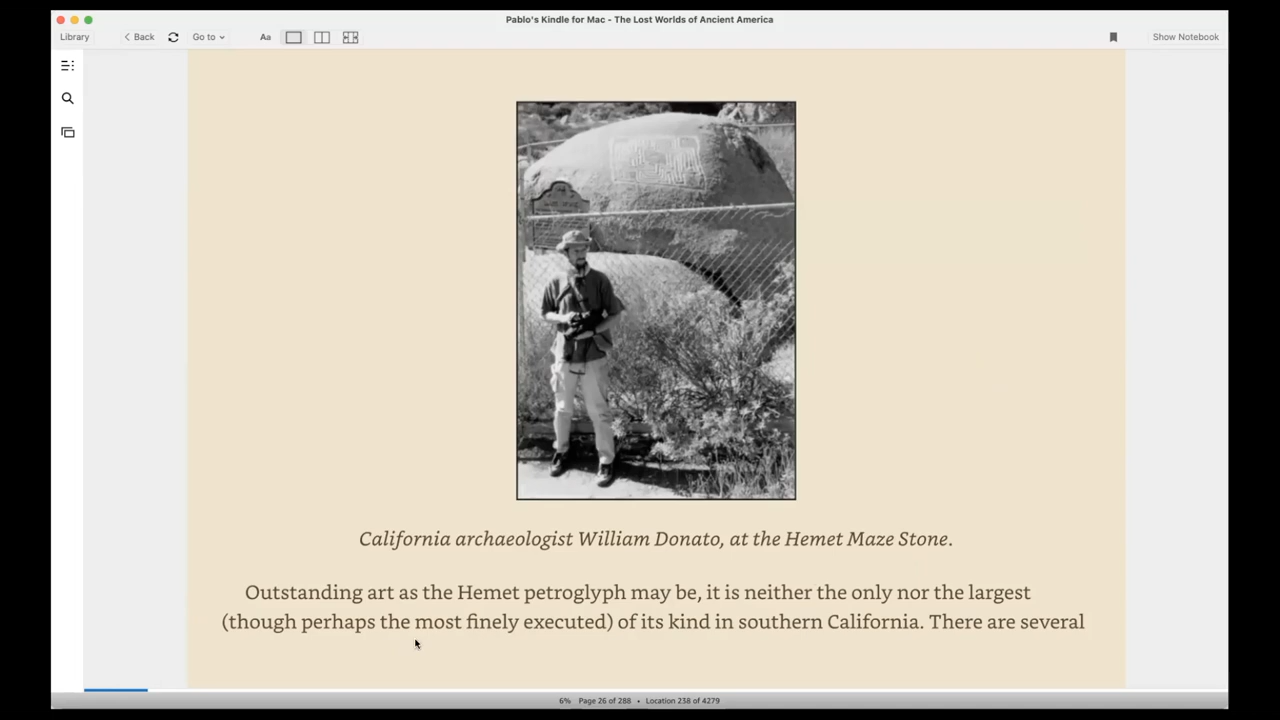 Pablo's Kindle for Mac - The Lost Worlds of Ancient America
Library
Back
Go to
Aa
Show Notebook
California archaeologist William Donato, at the Hemet Maze Stone.
Outstanding art as the Hemet petroglyph may be, it is neither the only nor the largest
(though perhaps the most finely executed) of its kind in southern California. There are several
6% Page 26 of 288 • Location 238 of 4279